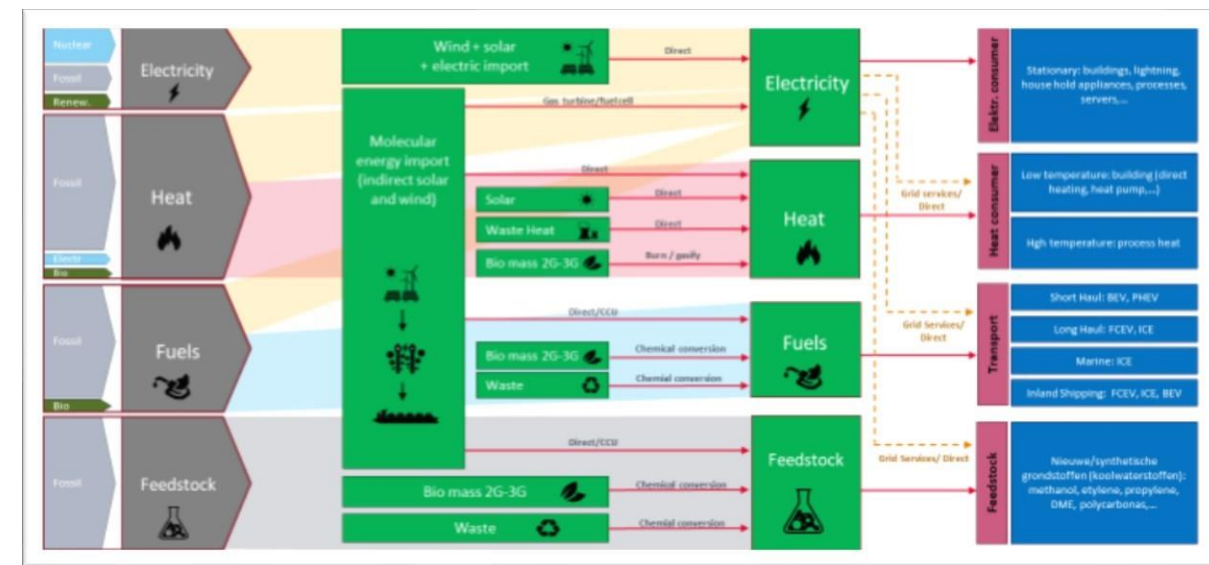 Nuclear
Fossil
Renew.
Electricity
Fossil
Electr
Bio
Heat
Fossil
Bio
Fuels
Fossil
Feedstock
Wind + solar
+ electric import
Molecular
energy import
(indirect solar
and wind)
Solar
Waste Heat
Bio mass 2G-3G
Bio mass 2G-3G
Waste
Bio mass 2G-3G
Waste
Direct
Gas turbine/fuelcell
Direct
Direct
Direct
Burn / gasify
Direct/CCU
Chemical conversion
Chemial conversion
Direct/CCU
Chemical conversion
Chemial conversion
Electricity
Heat
Fuels
Feedstock
Grid services/
Direct
Grid Services/
Direct
Grid Services/ Direct
Elektr. consumer
Stationary: buildings, lightning,
house hold appliances, processes,
servers,...
Heat consumer
Low temperature: building (direct
heating, heat pump,...)
Hgh temperature: process heat
Transport
Short Haul: BEV, PHEV
Long Haul: FCEV, ICE
Marine: ICE
Inland Shipping: FCEV, ICE, BEV
Feedstock
Nieuwe/synthetische
grondstoffen (koolwaterstoffen):
methanol, etylene, propylene,
DME, polycarbonas,...